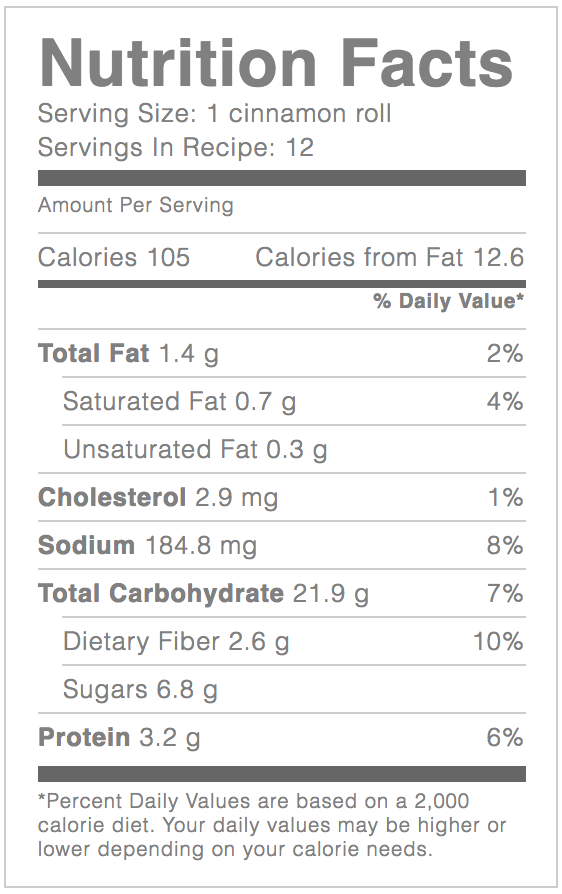 Nutrition Facts
Serving Size: 1 cinnamon roll
Servings In Recipe: 12
Amount Per Serving
Calories 105 Calories from Fat 12.6
% Daily Value*
Total Fat 1.4 g 2%
Saturated Fat 0.7 g 4%
Unsaturated Fat 0.3 g
Cholesterol 2.9 mg 1%
Sodium 184.8 mg 8%
Total Carbohydrate 21.9 g 7%
Dietary Fiber 2.6 g 10%
Sugars 6.8 g
Protein 3.2 g 6%
*Percent Daily Values are based on a 2,000
calorie diet. Your daily values may be higher or
lower depending on your calorie needs.